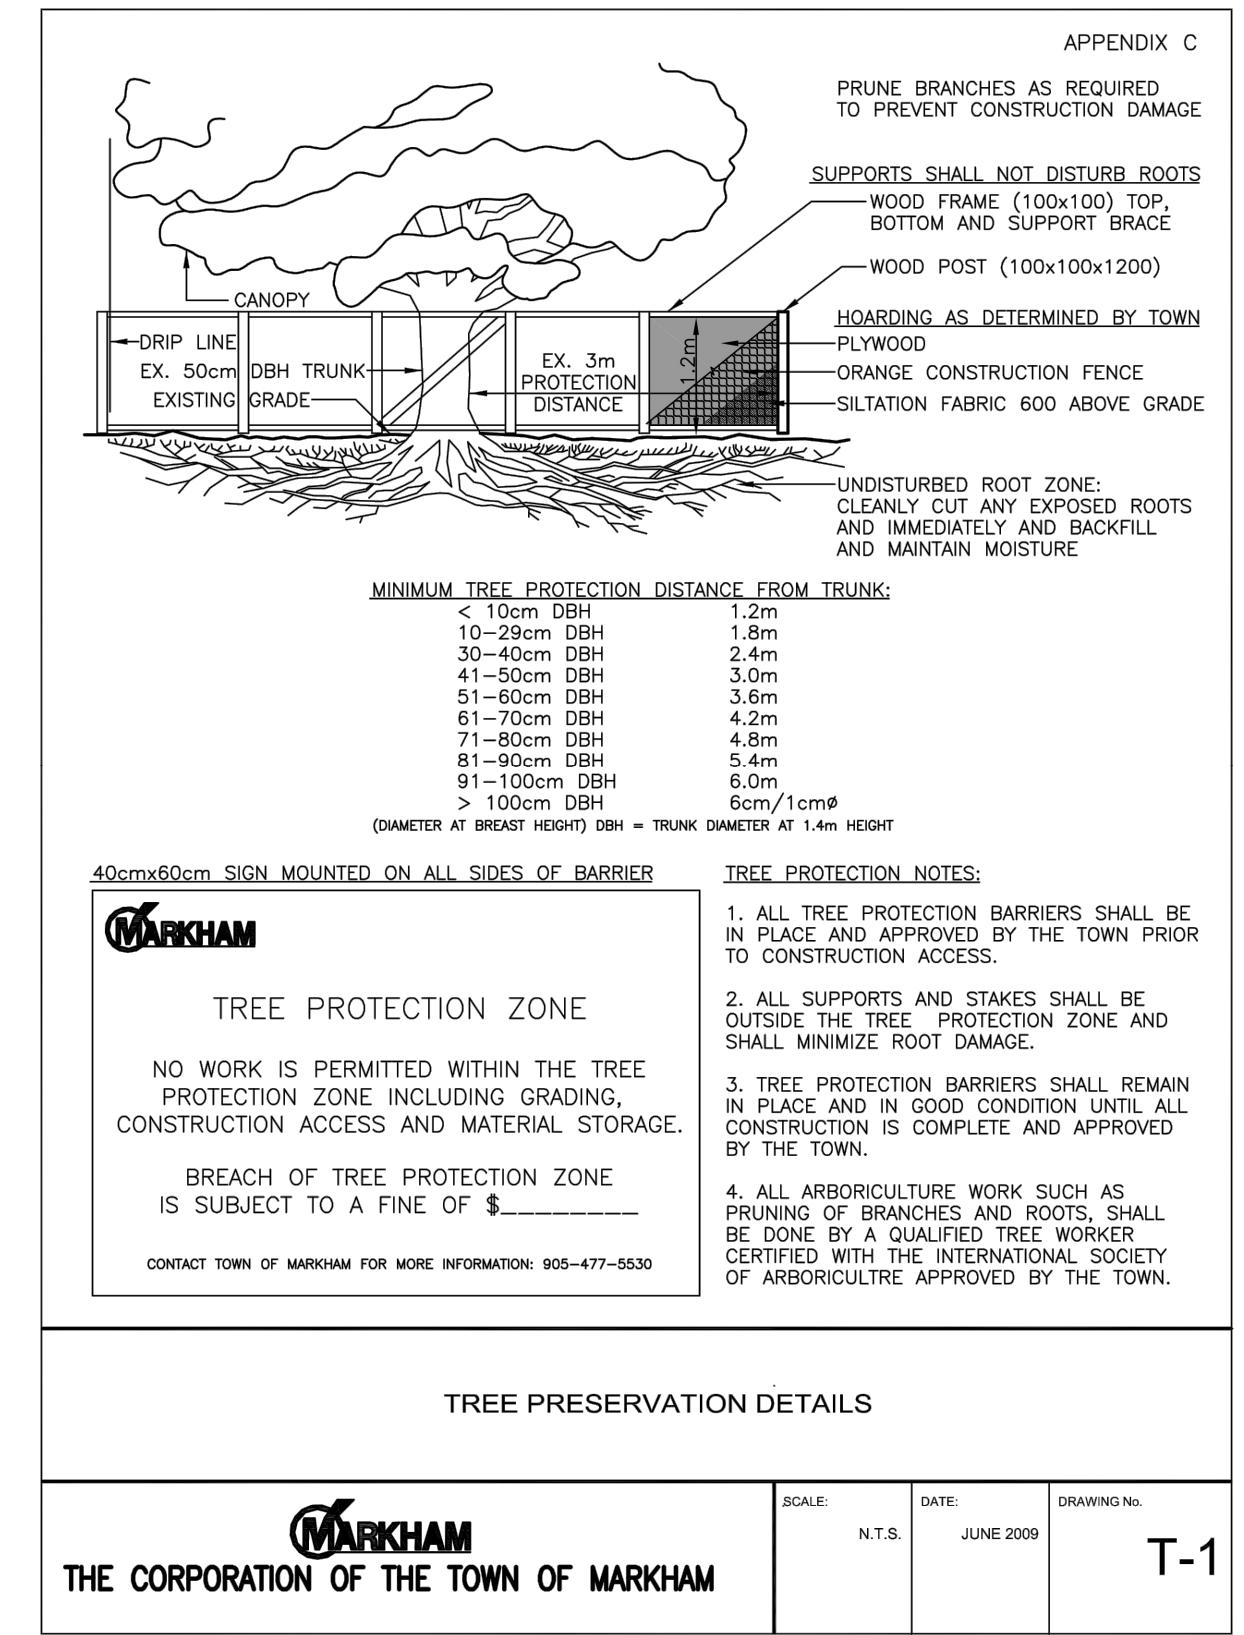 APPENDIX C
PRUNE BRANCHES AS REQUIRED
TO PREVENT CONSTRUCTION DAMAGE
SUPPORTS SHALL NOT DISTURB ROOTS
WOOD FRAME (100x100) TOP,
BOTTOM AND SUPPORT BRACE
WOOD POST (100x100x1200)
CANOPY
HOARDING AS DETERMINED BY TOWN
PLYWOOD
ORANGE CONSTRUCTION FENCE
SILTATION FABRIC 600 ABOVE GRADE
DRIP LINE
EX. 50cm DBH TRUNK
EXISTING GRADE
EX. 3m
PROTECTION
DISTANCE
1.2m
UNDISTURBED ROOT ZONE:
CLEANLY CUT ANY EXPOSED ROOTS
AND IMMEDIATELY AND BACKFILL
AND MAINTAIN MOISTURE
MINIMUM TREE PROTECTION DISTANCE FROM TRUNK:
< 10cm DBH 1.2m
10-29cm DBH 1.8m
30-40cm DBH 2.4m
41-50cm DBH 3.0m
51-60cm DBH 3.6m
61-70cm DBH 4.2m
71-80cm DBH 4.8m
81-90cm DBH 5.4m
91-100cm DBH 6.0m
> 100cm DBH 6cm/1cmø
(DIAMETER AT BREAST HEIGHT) DBH = TRUNK DIAMETER AT 1.4m HEIGHT
40cmx60cm SIGN MOUNTED ON ALL SIDES OF BARRIER
MARKHAM
TREE PROTECTION ZONE
NO WORK IS PERMITTED WITHIN THE TREE
PROTECTION ZONE INCLUDING GRADING,
CONSTRUCTION ACCESS AND MATERIAL STORAGE.
BREACH OF TREE PROTECTION ZONE
IS SUBJECT TO A FINE OF $________
CONTACT TOWN OF MARKHAM FOR MORE INFORMATION: 905-477-5530
TREE PROTECTION NOTES:
1. ALL TREE PROTECTION BARRIERS SHALL BE
IN PLACE AND APPROVED BY THE TOWN PRIOR
TO CONSTRUCTION ACCESS.
2. ALL SUPPORTS AND STAKES SHALL BE
OUTSIDE THE TREE PROTECTION ZONE AND
SHALL MINIMIZE ROOT DAMAGE.
3. TREE PROTECTION BARRIERS SHALL REMAIN
IN PLACE AND IN GOOD CONDITION UNTIL ALL
CONSTRUCTION IS COMPLETE AND APPROVED
BY THE TOWN.
4. ALL ARBORICULTURE WORK SUCH AS
PRUNING OF BRANCHES AND ROOTS, SHALL
BE DONE BY A QUALIFIED TREE WORKER
CERTIFIED WITH THE INTERNATIONAL SOCIETY
OF ARBORICULTRE APPROVED BY THE TOWN.
TREE PRESERVATION DETAILS
MARKHAM
THE CORPORATION OF THE TOWN OF MARKHAM
SCALE:
N.T.S.
DATE:
JUNE 2009
DRAWING No.
T-1